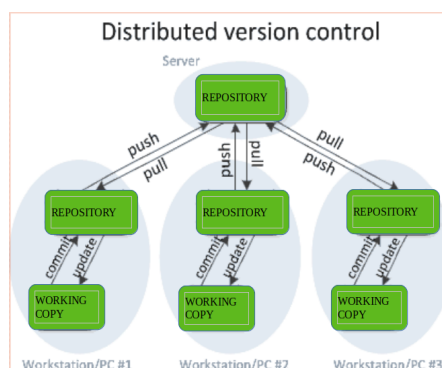 Distributed version control
Server
REPOSITORY
push
pull
push
pull
pull
push
REPOSITORY
REPOSITORY
REPOSITORY
commit
update
commit
update
commit
update
WORKING
COPY
WORKING
COPY
WORKING
COPY
Workstation/PC #1
Workstation/PC #2
Workstation/PC #3